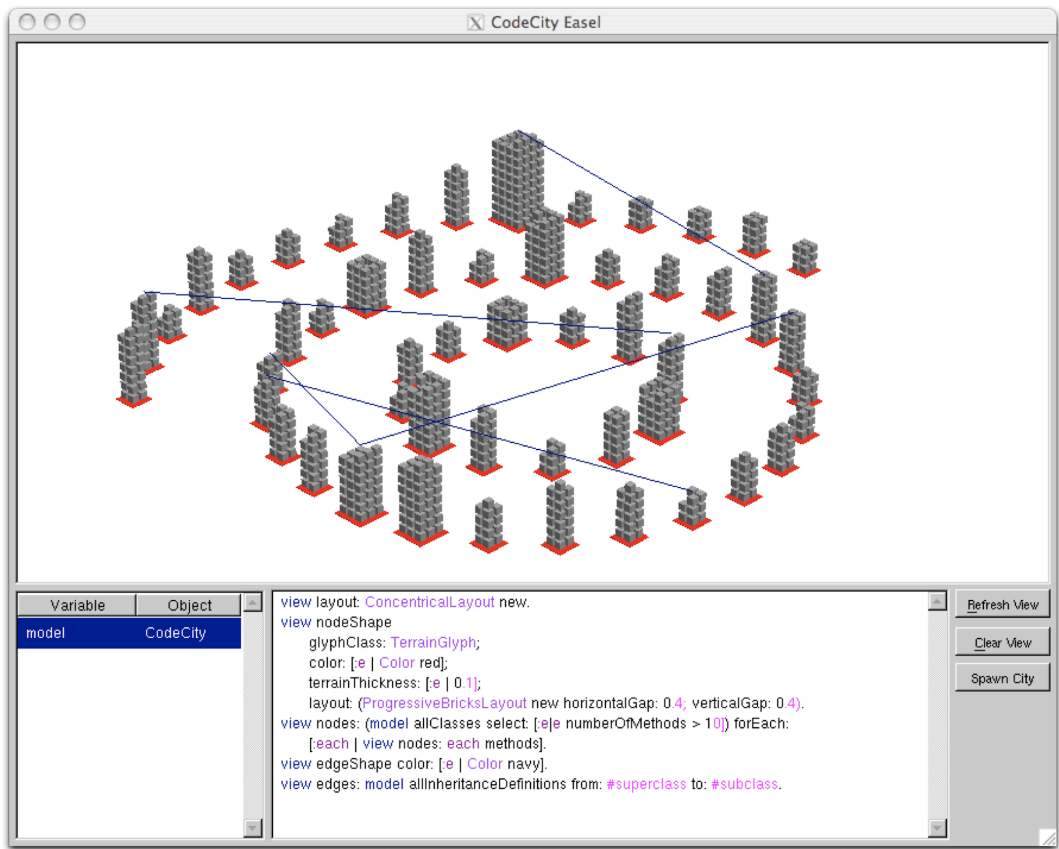 CodeCity Easel
Variable Object
model CodeCity
view layout: ConcentricalLayout new.
view nodeShape
glyphClass: TerrainGlyph;
color: [:e | Color red];
terrainThickness: [:e | 0.1];
layout: (ProgressiveBricksLayout new horizontalGap: 0.4; verticalGap: 0.4).
view nodes: (model allClasses select: [:e|e numberOfMethods > 10]) forEach:
[:each | view nodes: each methods].
view edgeShape color: [:e | Color navy].
view edges: model allInheritanceDefinitions from: #superclass to: #subclass.
Refresh View
Clear View
Spawn City